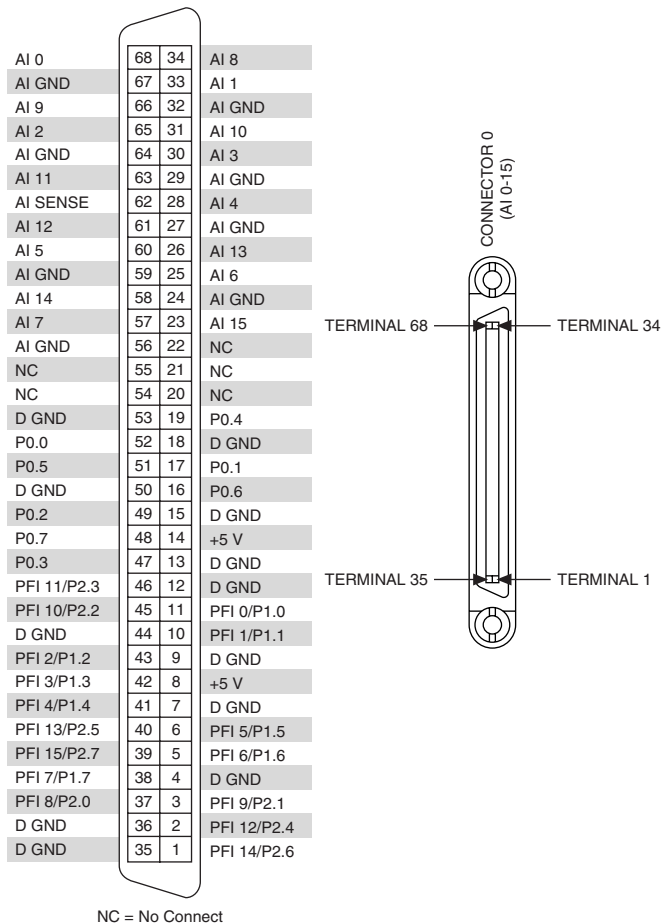 AI 0 68 34 AI 8
AI GND 67 33 AI 1
AI 9 66 32 AI GND
AI 2 65 31 AI 10
AI GND 64 30 AI 3
AI 11 63 29 AI GND
AI SENSE 62 28 AI 4
AI 12 61 27 AI GND
AI 5 60 26 AI 13
AI GND 59 25 AI 6
AI 14 58 24 AI GND
AI 7 57 23 AI 15
AI GND 56 22 NC
NC 55 21 NC
NC 54 20 NC
D GND 53 19 P0.4
P0.0 52 18 D GND
P0.5 51 17 P0.1
D GND 50 16 P0.6
P0.2 49 15 D GND
P0.7 48 14 +5 V
P0.3 47 13 D GND
PFI 11/P2.3 46 12 D GND
PFI 10/P2.2 45 11 PFI 0/P1.0
D GND 44 10 PFI 1/P1.1
PFI 2/P1.2 43 9 D GND
PFI 3/P1.3 42 8 +5 V
PFI 4/P1.4 41 7 D GND
PFI 13/P2.5 40 6 PFI 5/P1.5
PFI 15/P2.7 39 5 PFI 6/P1.6
PFI 7/P1.7 38 4 D GND
PFI 8/P2.0 37 3 PFI 9/P2.1
D GND 36 2 PFI 12/P2.4
D GND 35 1 PFI 14/P2.6
NC = No Connect
CONNECTOR 0
(AI 0-15)
TERMINAL 68 TERMINAL 34
TERMINAL 35 TERMINAL 1